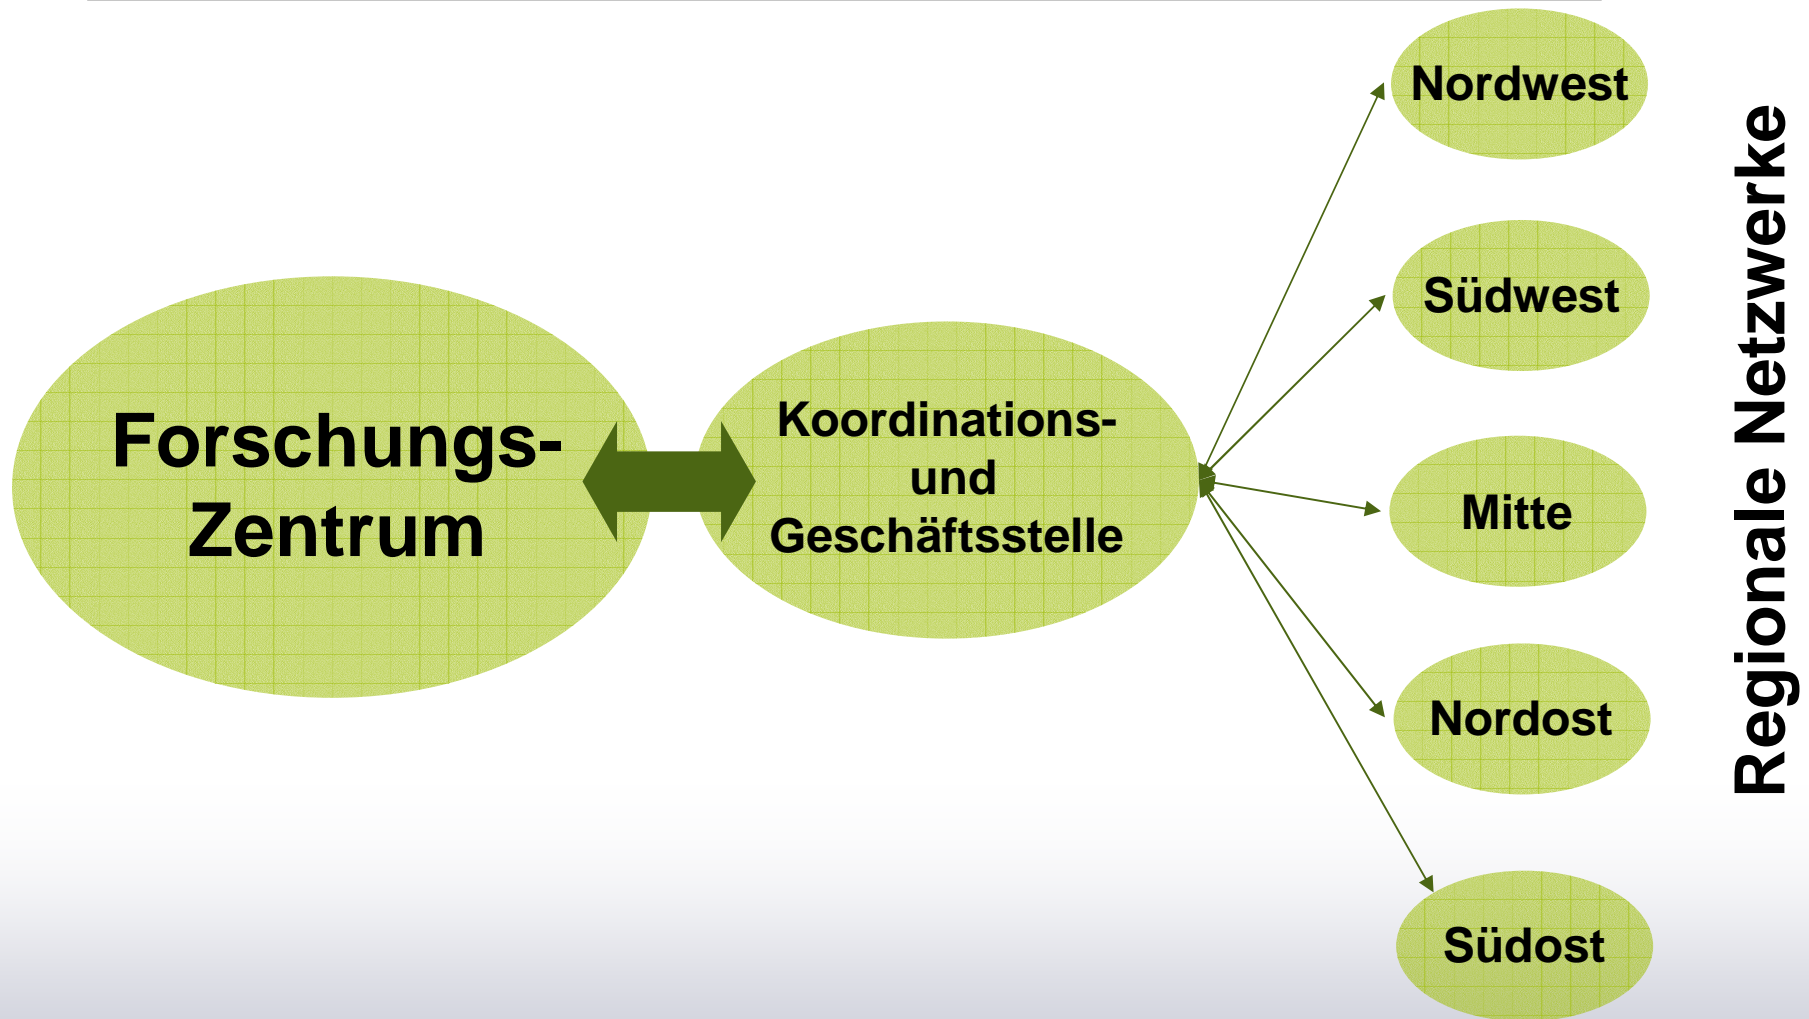 Forschungs-
Zentrum
Koordinations-
und
Geschäftsstelle
Nordwest
Südwest
Mitte
Nordost
Südost
Regionale Netzwerke